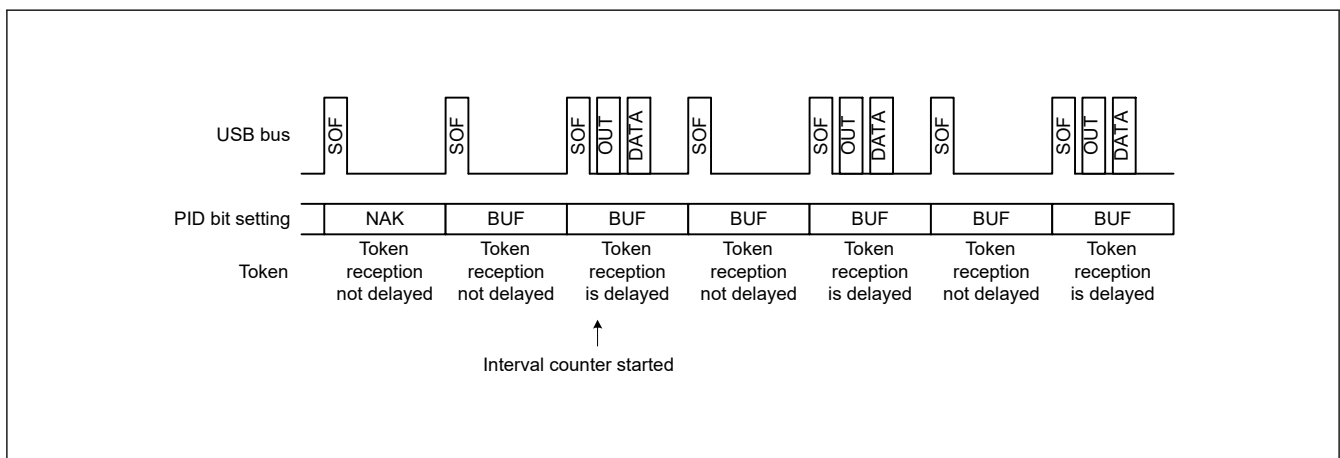 USB bus
SOF
SOF
SOF
OUT
DATA
SOF
SOF
OUT
DATA
SOF
SOF
OUT
DATA
PID bit setting
NAK
BUF
BUF
BUF
BUF
BUF
BUF
Token
Token
reception
not delayed
Token
reception
not delayed
Token
reception
is delayed
Token
reception
not delayed
Token
reception
is delayed
Token
reception
not delayed
Token
reception
is delayed
Interval counter started